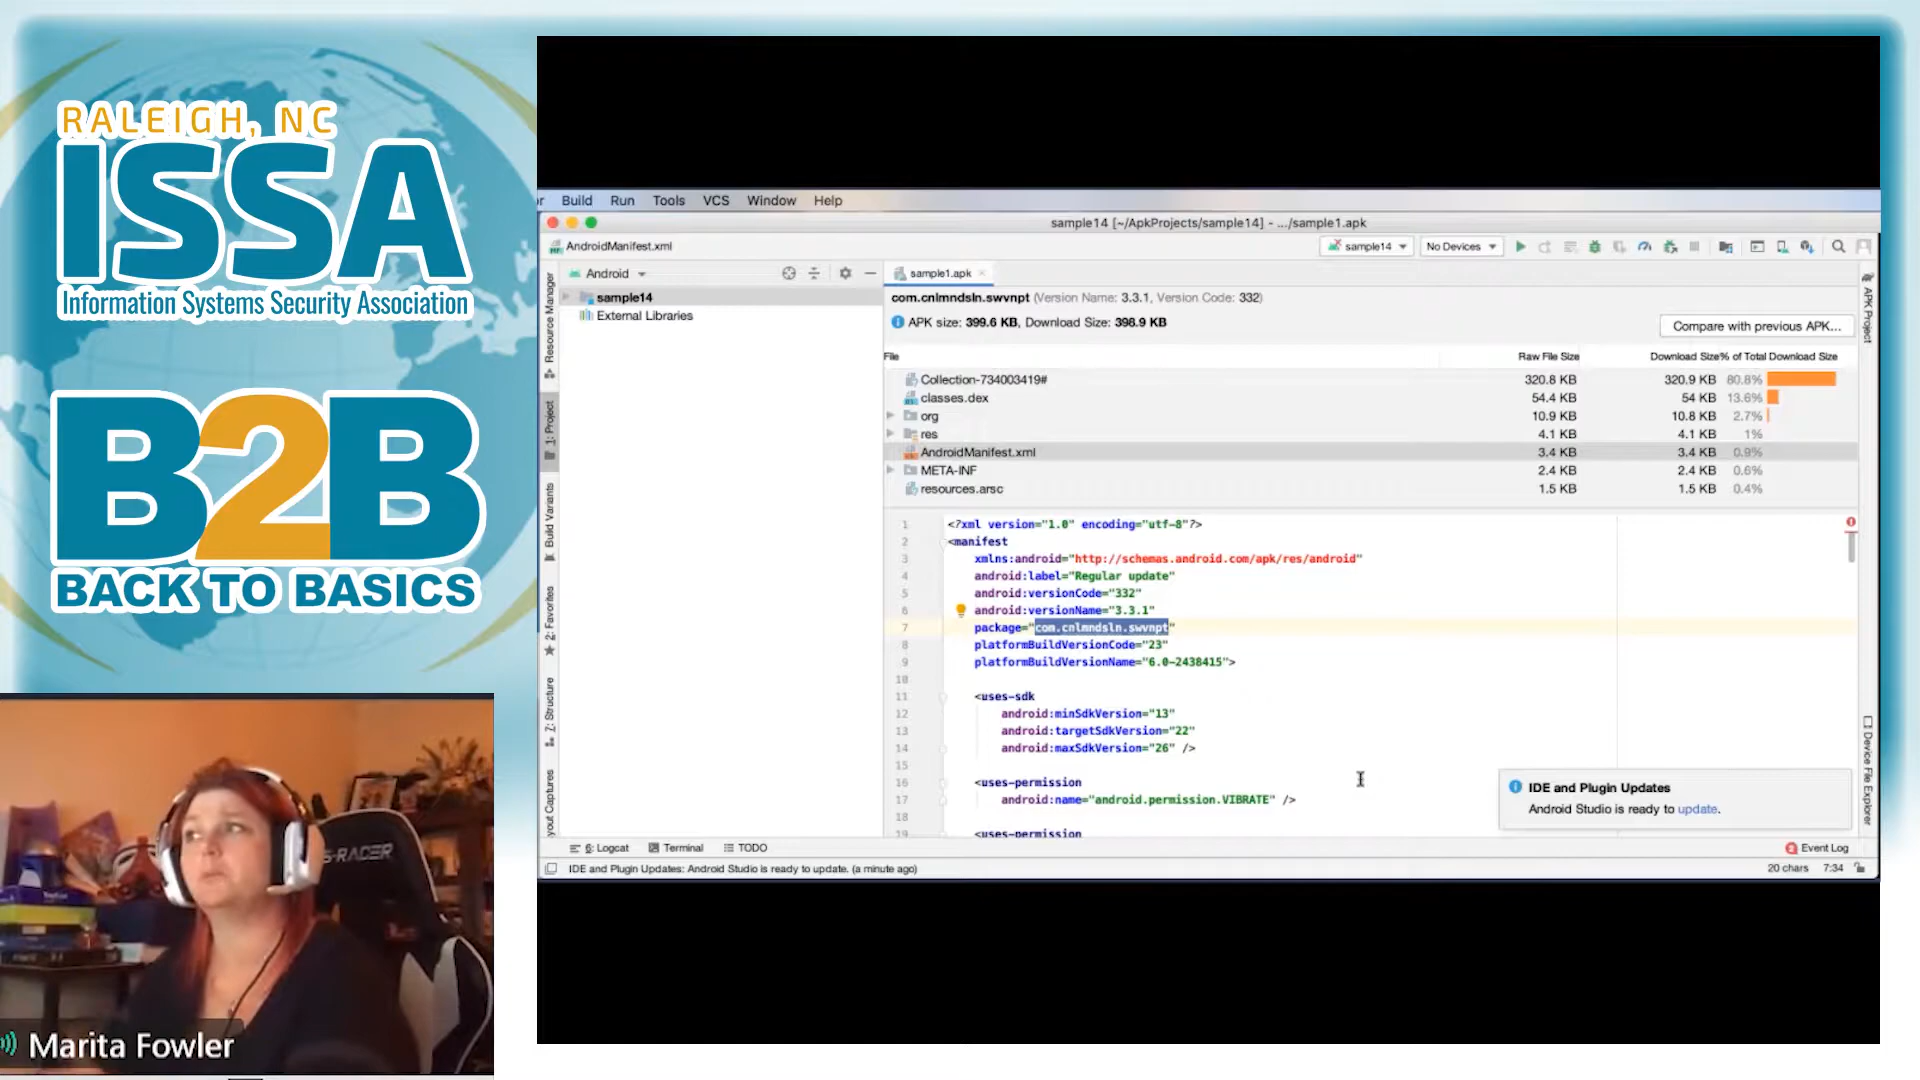 RALEIGH, NC
ISSA
Information Systems Security Association
B2B
BACK TO BASICS
S-RACER
Marita Fowler
Build Run Tools VCS Window Help
sample14 [~/ApkProjects/sample14] - .../sample1.apk
AndroidManifest.xml
sample14
No Devices
Android
sample14
External Libraries
Resource Manager
1: Project
Build Variants
2: Favorites
7: Structure
sample1.apk
com.cnlmndsln.swvnpt (Version Name: 3.3.1, Version Code: 332)
APK size: 399.6 KB, Download Size: 398.9 KB
Compare with previous APK...
File Raw File Size Download Size % of Total Download Size
Collection-734003419# 320.8 KB 320.9 KB 80.8%
classes.dex 54.4 KB 54 KB 13.6%
org 10.9 KB 10.8 KB 2.7%
res 4.1 KB 4.1 KB 1%
AndroidManifest.xml 3.4 KB 3.4 KB 0.9%
META-INF 2.4 KB 2.4 KB 0.6%
resources.arsc 1.5 KB 1.5 KB 0.4%
1 <?xml version="1.0" encoding="utf-8"?>
2 <manifest
3 xmlns:android="http://schemas.android.com/apk/res/android"
4 android:label="Regular update"
5 android:versionCode="332"
6 android:versionName="3.3.1"
7 package="com.cnlmndsln.swvnpt"
8 platformBuildVersionCode="23"
9 platformBuildVersionName="6.0-2438415">
10
11 <uses-sdk
12 android:minSdkVersion="13"
13 android:targetSdkVersion="22"
14 android:maxSdkVersion="26" />
15
16 <uses-permission
17 android:name="android.permission.VIBRATE" />
18
19 <uses-permission
APK Project
Device File Explorer
IDE and Plugin Updates
Android Studio is ready to update.
6: Logcat Terminal TODO
Event Log
IDE and Plugin Updates: Android Studio is ready to update. (a minute ago)
20 chars 7:34